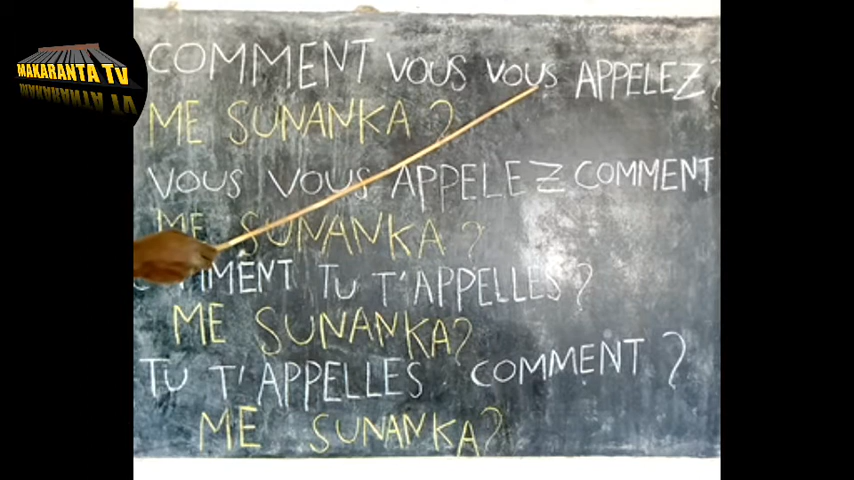 MAKARANTA TV
COMMENT VOUS VOUS APPELEZ?
ME SUNANKA?
VOUS VOUS APPELEZ COMMENT
ME SUNANKA?
COMMENT TU T'APPELLES?
ME SUNANKA?
TU T'APPELLES COMMENT?
ME SUNANKA?